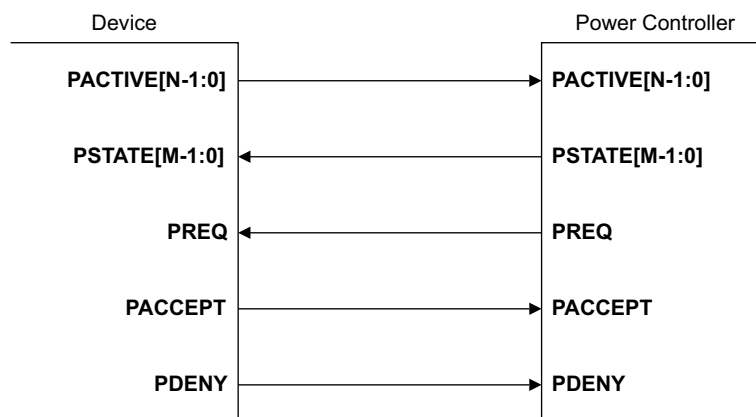 Device Power Controller
PACTIVE[N-1:0] PACTIVE[N-1:0]
PSTATE[M-1:0] PSTATE[M-1:0]
PREQ PREQ
PACCEPT PACCEPT
PDENY PDENY